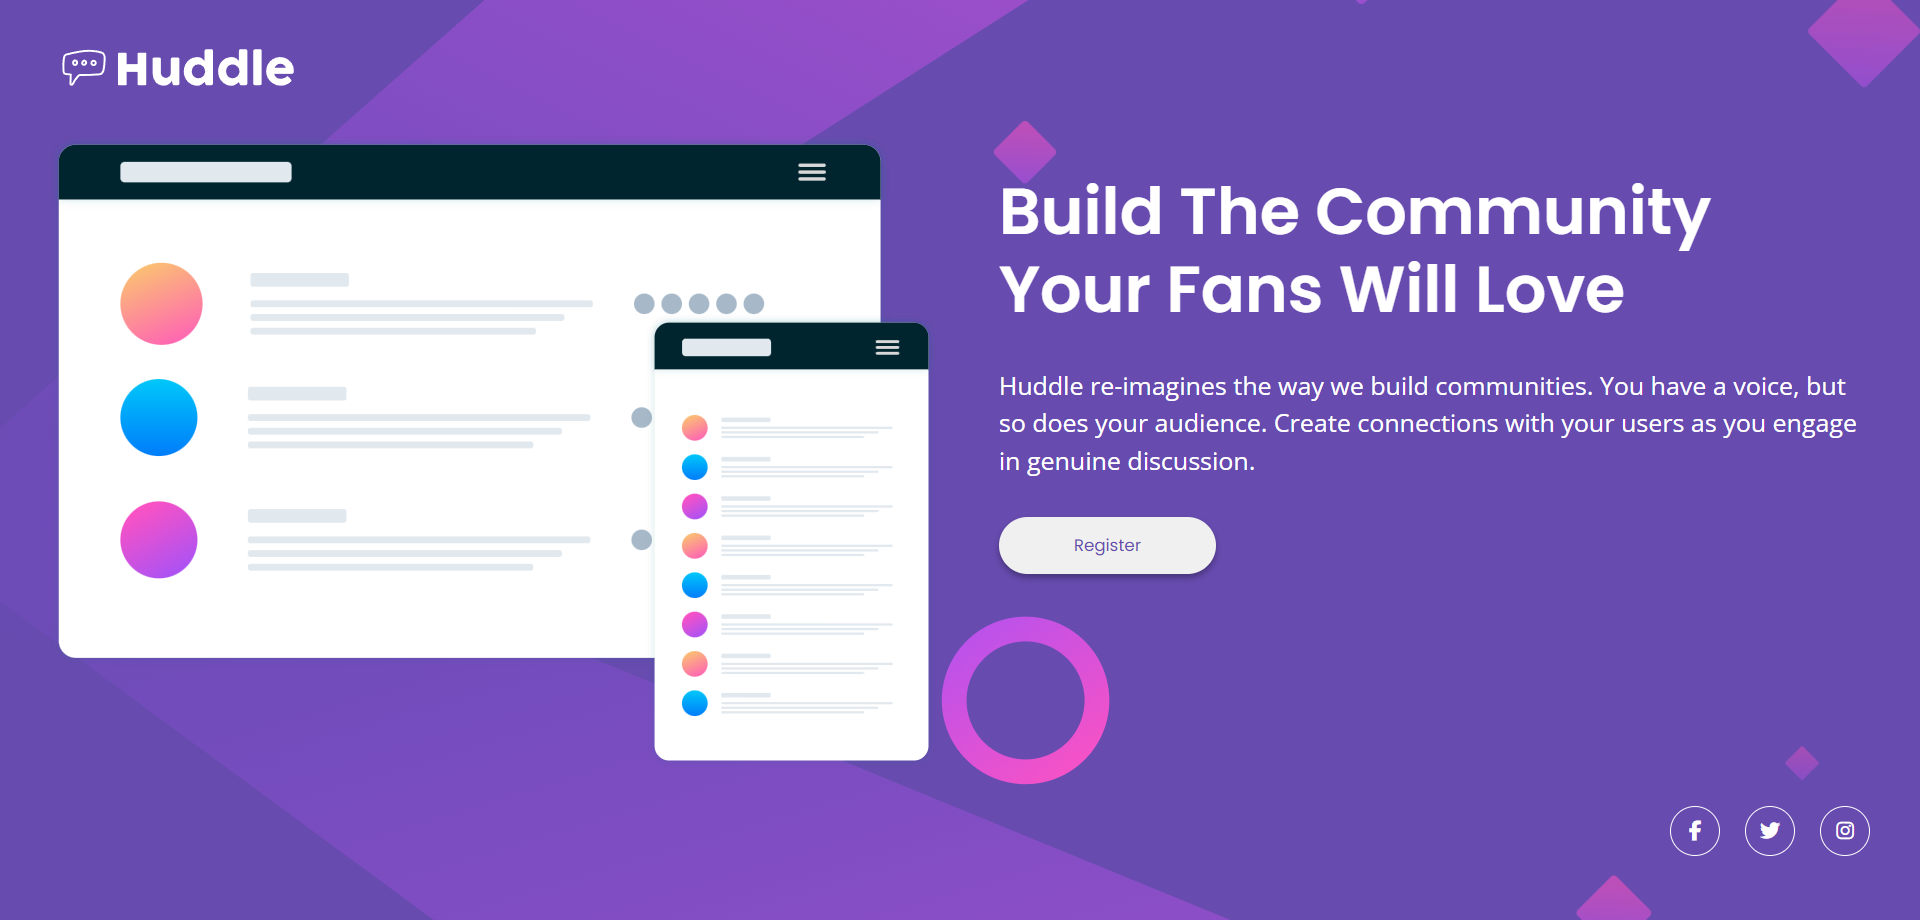 Huddle
Build The Community
Your Fans Will Love
Huddle re-imagines the way we build communities. You have a voice, but
so does your audience. Create connections with your users as you engage
in genuine discussion.
Register